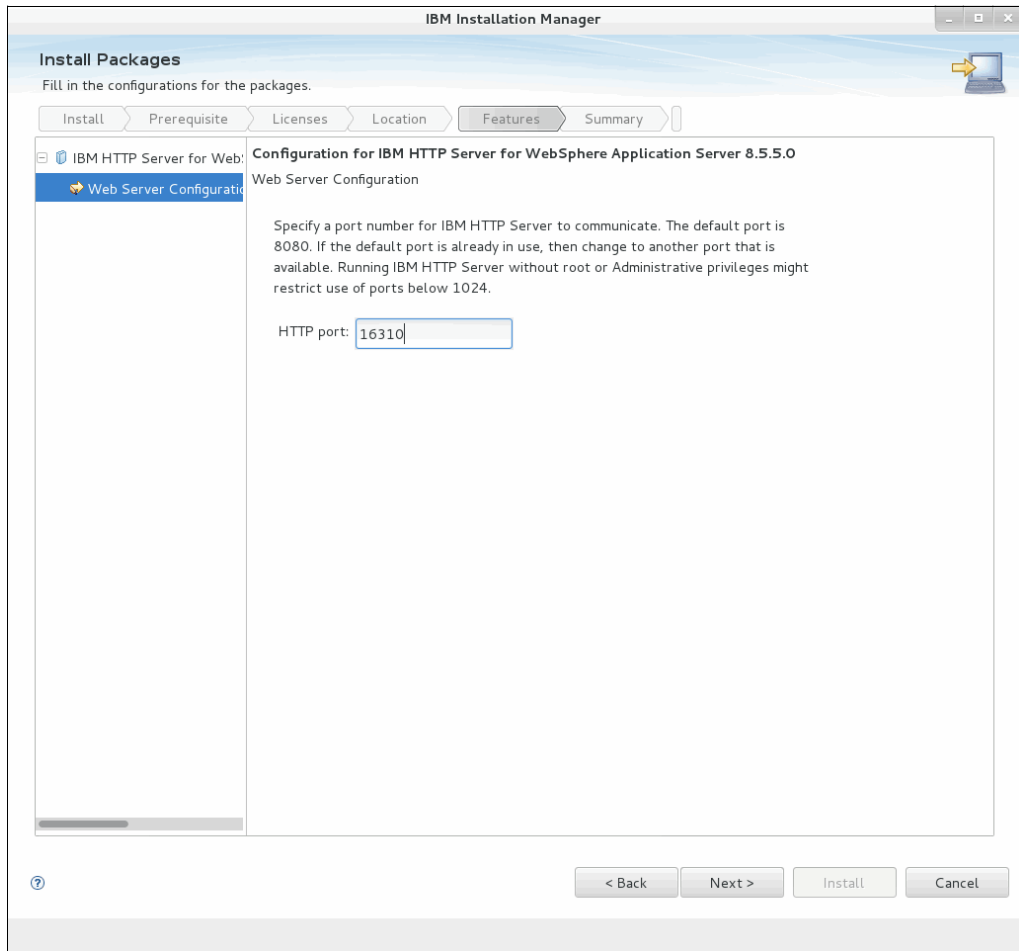 IBM Installation Manager
Install Packages
Fill in the configurations for the packages.
Install
Prerequisite
Licenses
Location
Features
Summary
IBM HTTP Server for Web
Web Server Configuratio
Configuration for IBM HTTP Server for WebSphere Application Server 8.5.5.0
Web Server Configuration
Specify a port number for IBM HTTP Server to communicate. The default port is
8080. If the default port is already in use, then change to another port that is
available. Running IBM HTTP Server without root or Administrative privileges might
restrict use of ports below 1024.
HTTP port: 16310
?
< Back
Next >
Install
Cancel